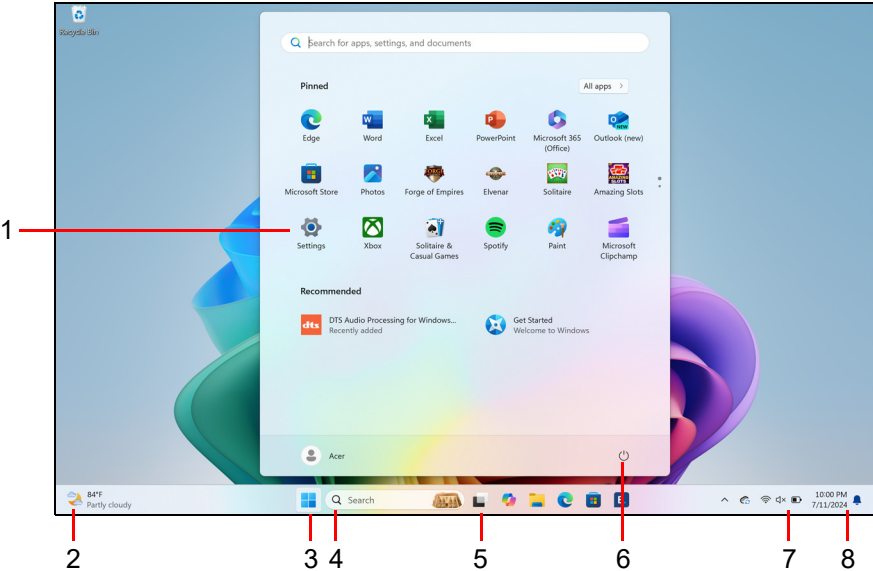 Recycle Bin
Search for apps, settings, and documents
Pinned
All apps >
Edge
Word
Excel
PowerPoint
Microsoft 365
(Office)
Outlook (new)
Microsoft Store
Photos
Forge of Empires
Elvenar
Solitaire
Amazing Slots
1
Settings
Xbox
Solitaire &
Casual Games
Spotify
Paint
Microsoft
Clipchamp
Recommended
dts
DTS Audio Processing for Windows...
Recently added
Get Started
Welcome to Windows
Acer
84°F
Partly cloudy
Search
10:00 PM
7/11/2024
2 3 4 5 6 7 8